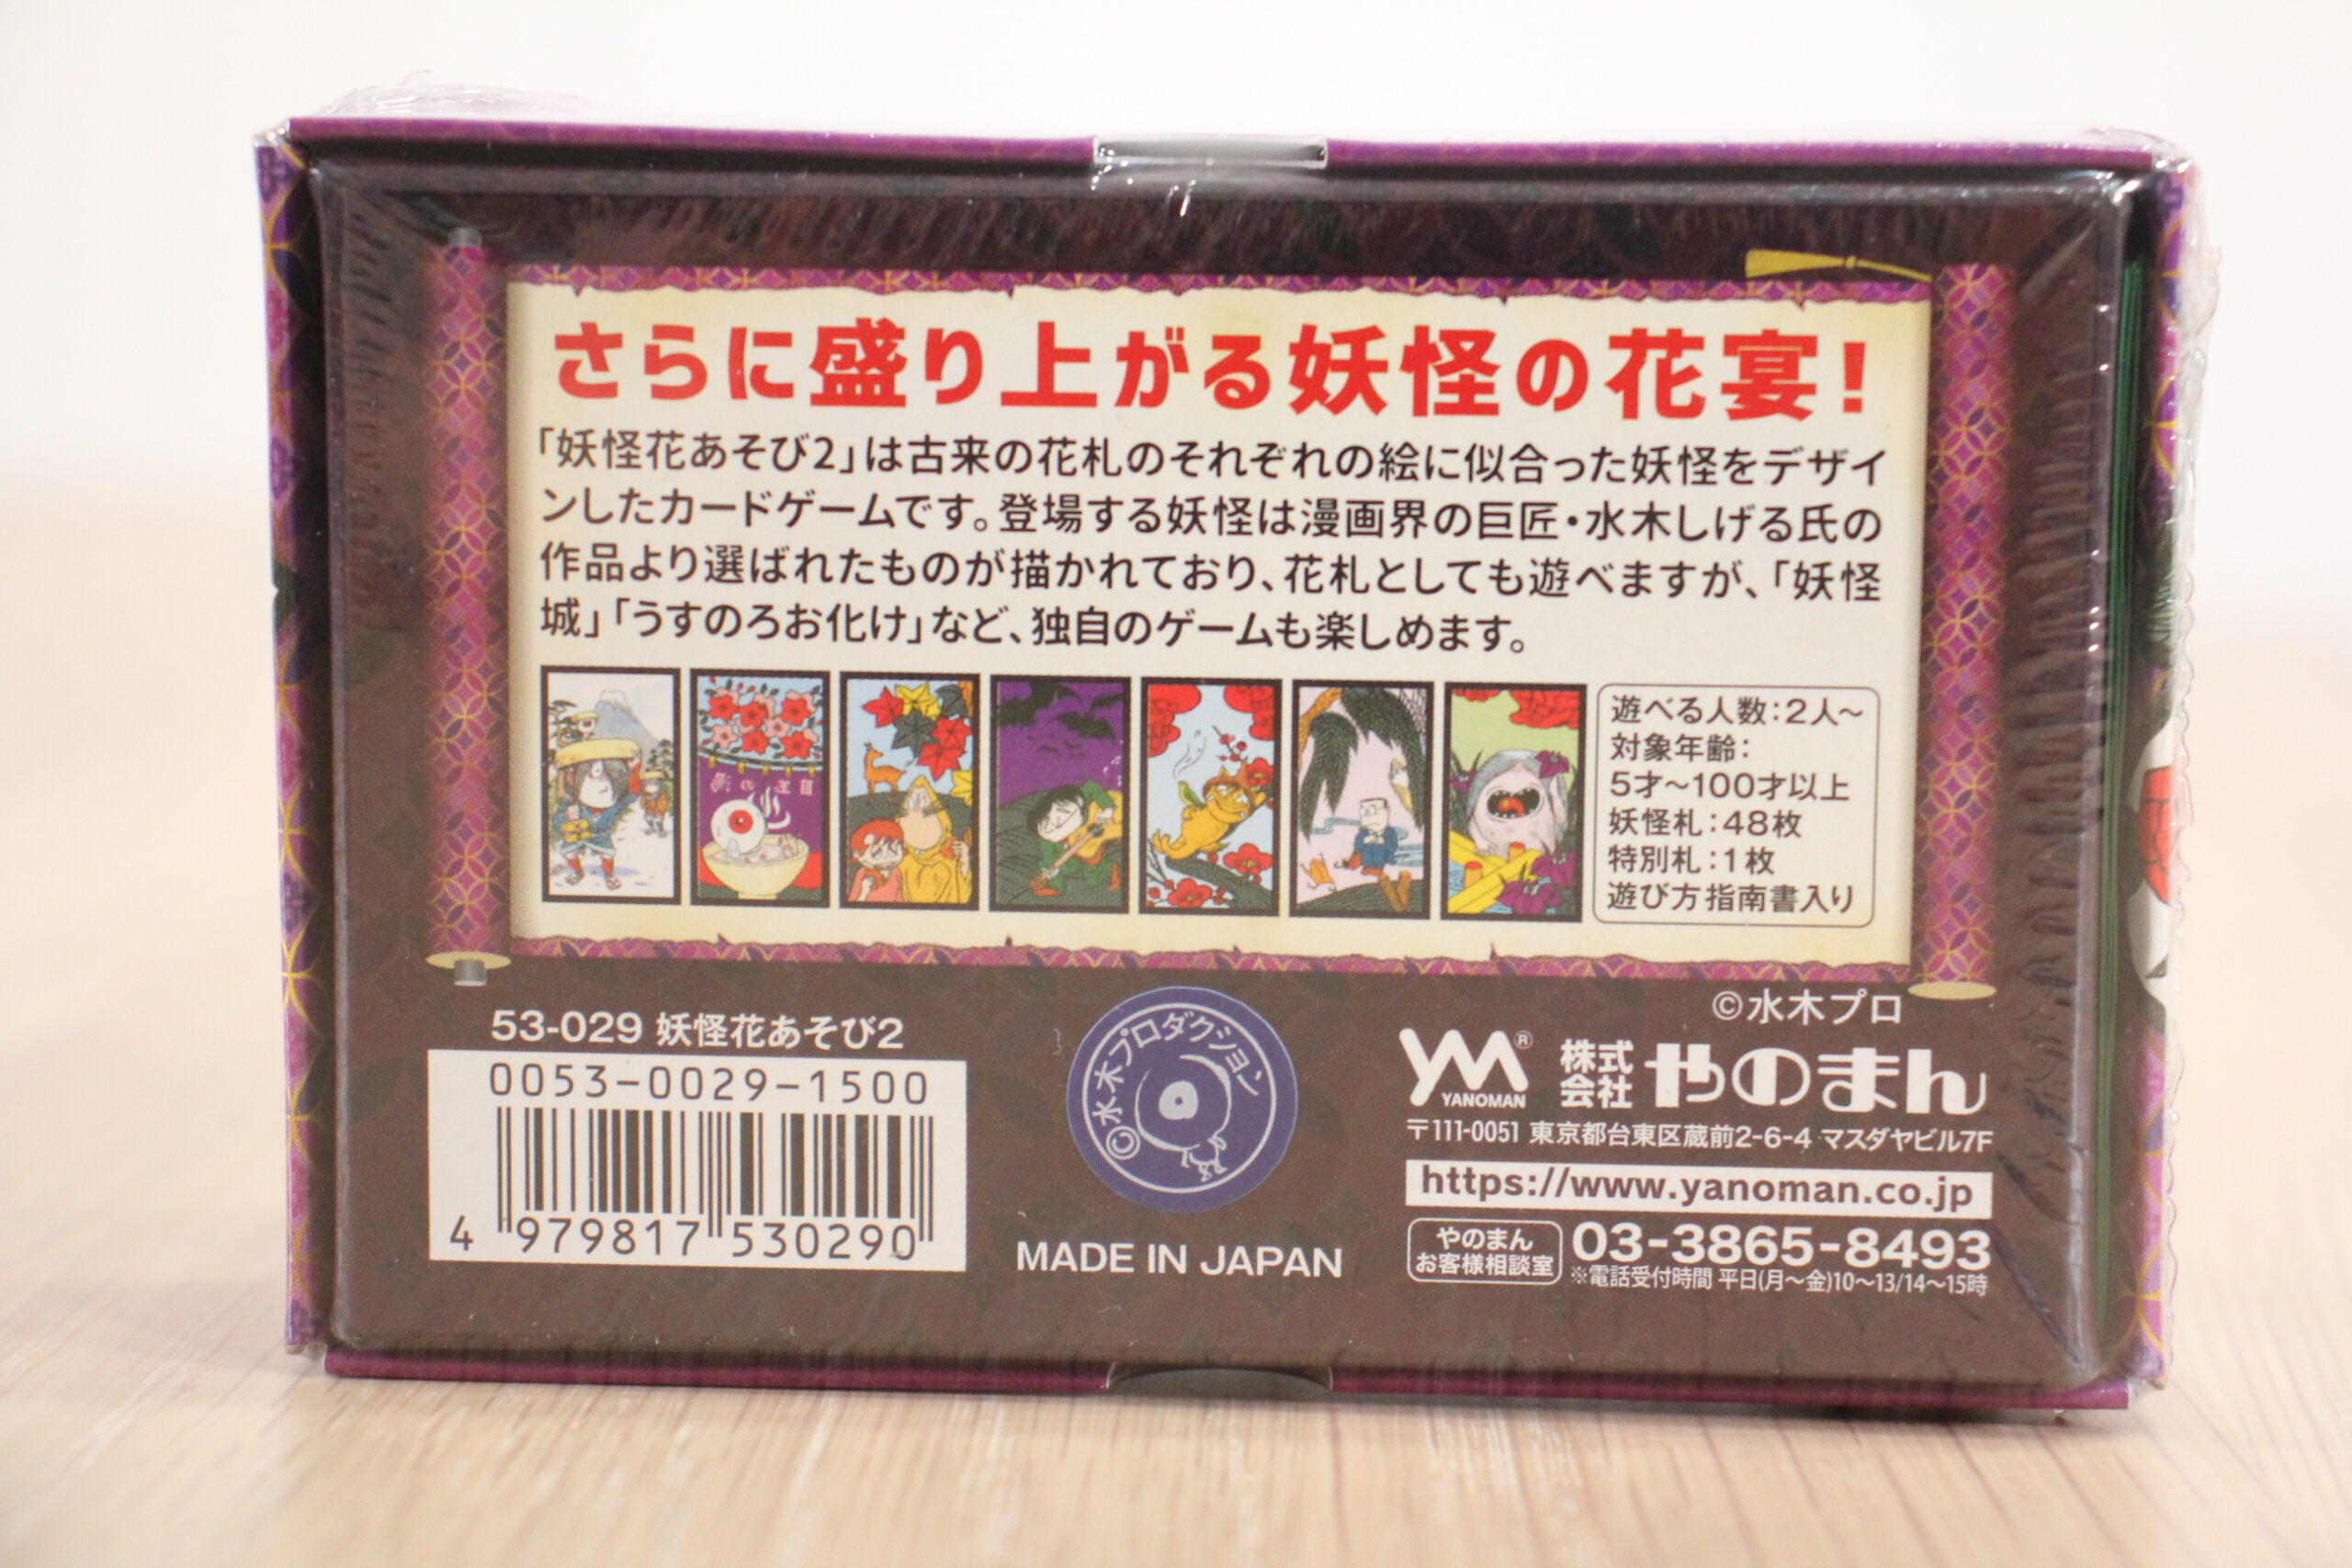 さらに盛り上がる妖怪の花宴!
「妖怪花あそび2」は古来の花札のそれぞれの絵に似合った妖怪をデザイ
ンしたカードゲームです。登場する妖怪は漫画界の巨匠・水木しげる氏の
作品より選ばれたものが描かれており、花札としても遊べますが、「妖怪
城」「うすのろお化け」など、独自のゲームも楽しめます。
遊べる人数:2人〜
対象年齢:
5才〜100才以上
妖怪札:48枚
特別札:1枚
遊び方指南書入り
53-029 妖怪花あそび2
0053-0029-1500
4 979817 530290
©水木プロダクション
MADE IN JAPAN
©水木プロ
YM® YANOMAN 株式会社 やのまん
〒111-0051 東京都台東区蔵前2-6-4 マスダヤビル7F
https://www.yanoman.co.jp
やのまんお客様相談室 03-3865-8493
※電話受付時間 平日(月〜金)10〜13/14〜15時